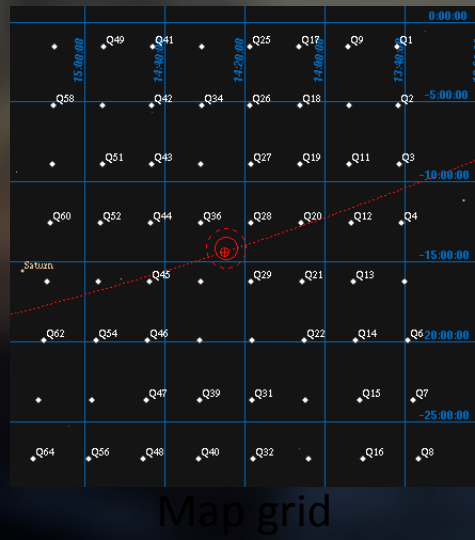 0:00:00
Q49 Q41 Q25 Q17 Q9 Q1
15:00:00 14:40:00 14:20:00 14:00:00 13:40:00
-5:00:00
Q58 Q42 Q34 Q26 Q18 Q2
Q51 Q43 Q27 Q19 Q11 Q3
-10:00:00
Q60 Q52 Q44 Q36 Q28 Q20 Q12 Q4
-15:00:00
Saturn
Q45 Q29 Q21 Q13
Q62 Q54 Q46 Q22 Q14 Q6
-20:00:00
Q47 Q39 Q31 Q15 Q7
-25:00:00
Q64 Q56 Q48 Q40 Q32 Q16 Q8
Map grid